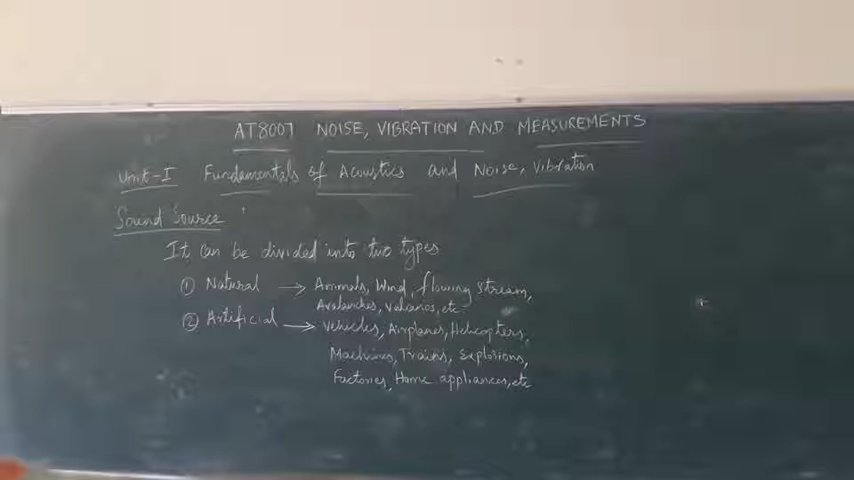 AT8007 NOISE, VIBRATION AND MEASUREMENTS
Unit-I Fundamentals of Acoustics and Noise, Vibration
Sound Source
It can be divided into two types
① Natural → Animals, Wind, flowing stream,
Avalanches, Volcanos, etc.
② Artificial → Vehicles, Airplanes, Helicopters,
Machines, Trains, Explosions,
Factories, Home appliances, etc